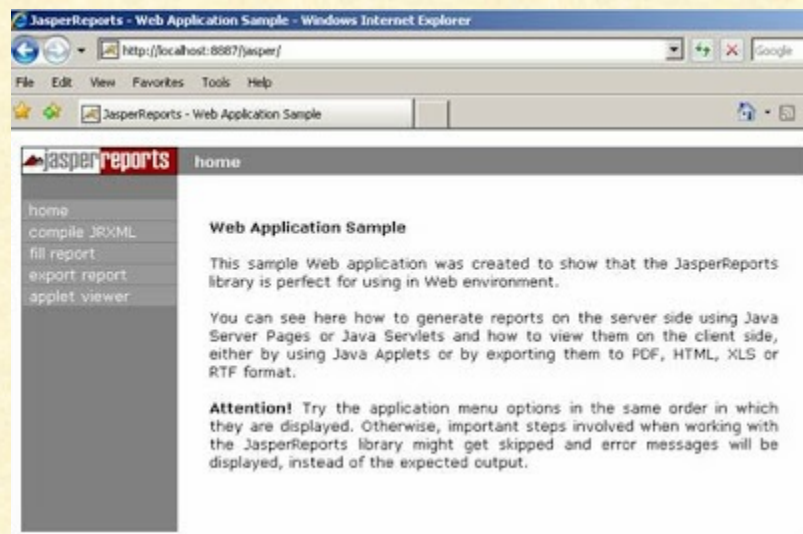 JasperReports - Web Application Sample - Windows Internet Explorer
http://localhost:8887/jasper/
Google
File Edit View Favorites Tools Help
JasperReports - Web Application Sample
jasperreports home
home
compile JRXML
fill report
export report
applet viewer
Web Application Sample
This sample Web application was created to show that the JasperReports
library is perfect for using in Web environment.
You can see here how to generate reports on the server side using Java
Server Pages or Java Servlets and how to view them on the client side,
either by using Java Applets or by exporting them to PDF, HTML, XLS or
RTF format.
Attention! Try the application menu options in the same order in which
they are displayed. Otherwise, important steps involved when working with
the JasperReports library might get skipped and error messages will be
displayed, instead of the expected output.